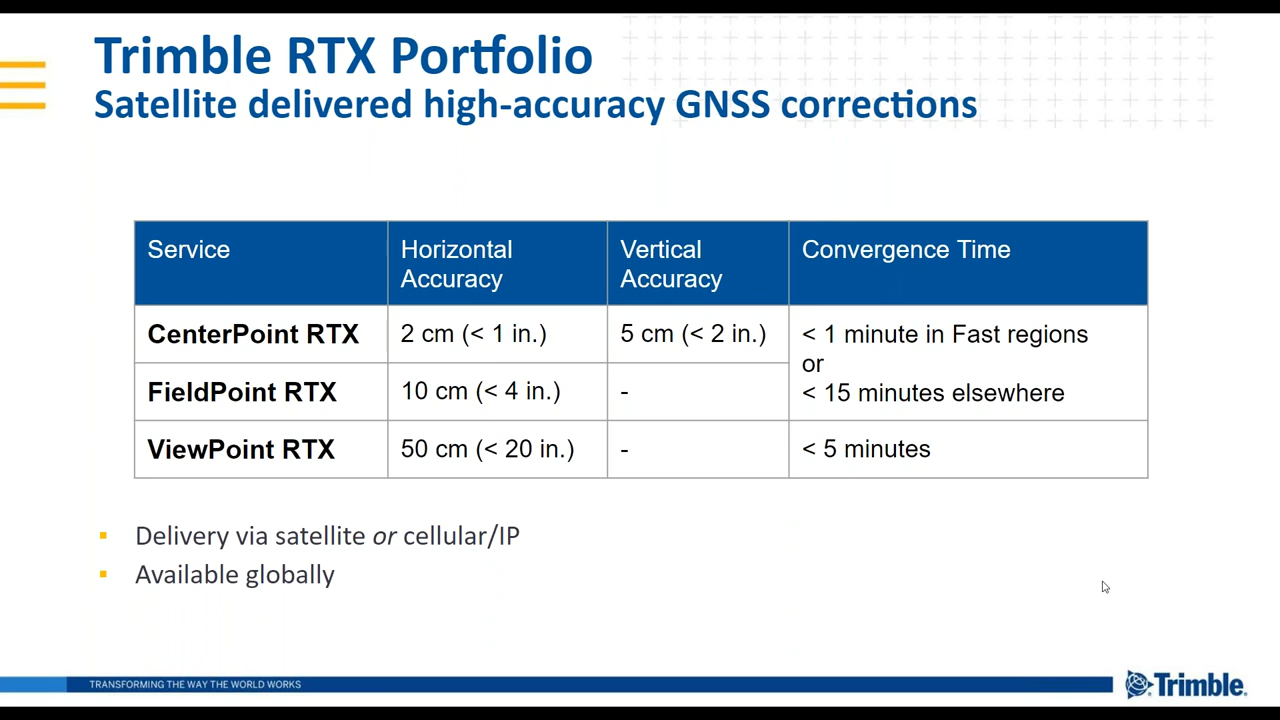 Trimble RTX Portfolio
Satellite delivered high-accuracy GNSS corrections
Service
Horizontal
Accuracy
Vertical
Accuracy
Convergence Time
CenterPoint RTX
2 cm (< 1 in.)
5 cm (< 2 in.)
< 1 minute in Fast regions
or
< 15 minutes elsewhere
FieldPoint RTX
10 cm (< 4 in.)
-
ViewPoint RTX
50 cm (< 20 in.)
-
< 5 minutes
▪ Delivery via satellite or cellular/IP
▪ Available globally
TRANSFORMING THE WAY THE WORLD WORKS
Trimble.